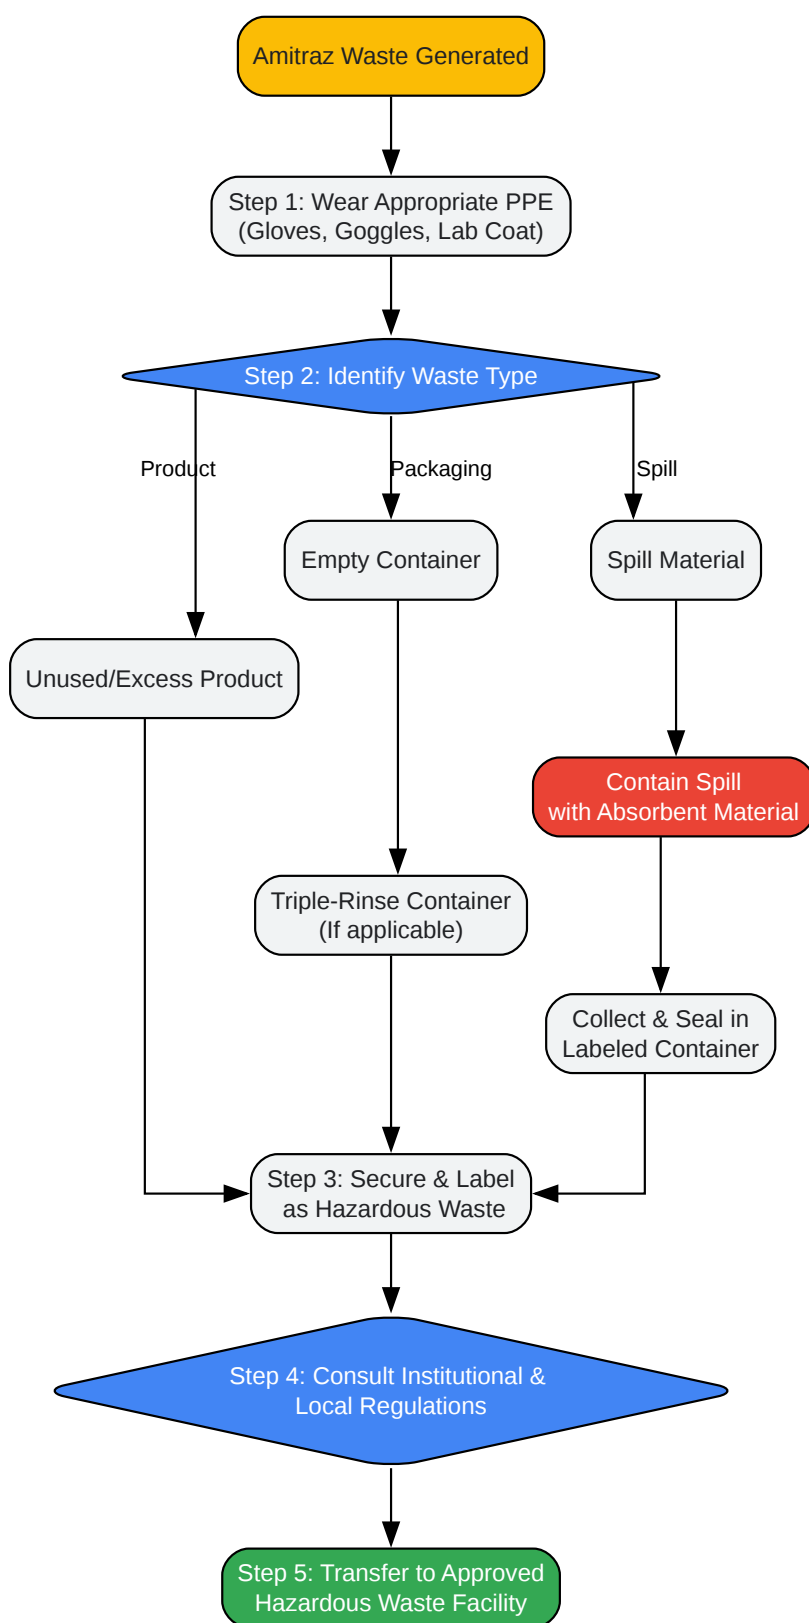 Amitraz Waste Generated
Step 1: Wear Appropriate PPE
(Gloves, Goggles, Lab Coat)
Step 2: Identify Waste Type
Product
Packaging
Spill
Empty Container
Spill Material
Unused/Excess Product
Contain Spill
with Absorbent Material
Triple-Rinse Container
(If applicable)
Collect & Seal in
Labeled Container
Step 3: Secure & Label
as Hazardous Waste
Step 4: Consult Institutional &
Local Regulations
Step 5: Transfer to Approved
Hazardous Waste Facility